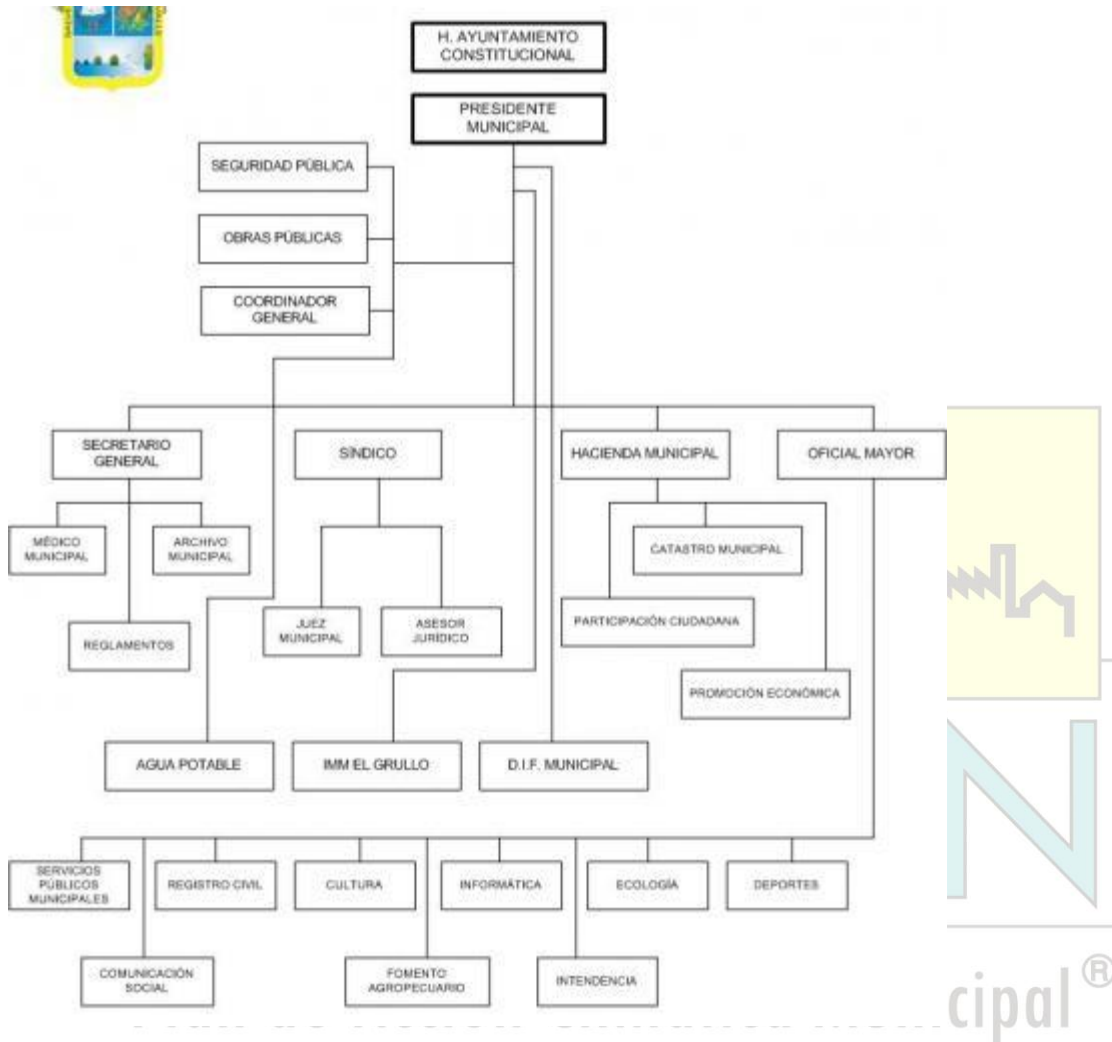 H. AYUNTAMIENTO
CONSTITUCIONAL
PRESIDENTE
MUNICIPAL
SEGURIDAD PÚBLICA
OBRAS PÚBLICAS
COORDINADOR
GENERAL
SECRETARIO
GENERAL
SÍNDICO
HACIENDA MUNICIPAL
OFICIAL MAYOR
MÉDICO
MUNICIPAL
ARCHIVO
MUNICIPAL
CATASTRO MUNICIPAL
REGLAMENTOS
JUEZ
MUNICIPAL
ASESOR
JURÍDICO
PARTICIPACIÓN CIUDADANA
PROMOCIÓN ECONÓMICA
AGUA POTABLE
IMM EL GRULLO
D.I.F. MUNICIPAL
SERVICIOS
PÚBLICOS
MUNICIPALES
REGISTRO CIVIL
CULTURA
INFORMÁTICA
ECOLOGÍA
DEPORTES
COMUNICACIÓN
SOCIAL
FOMENTO
AGROPECUARIO
INTENDENCIA
N
cipal®